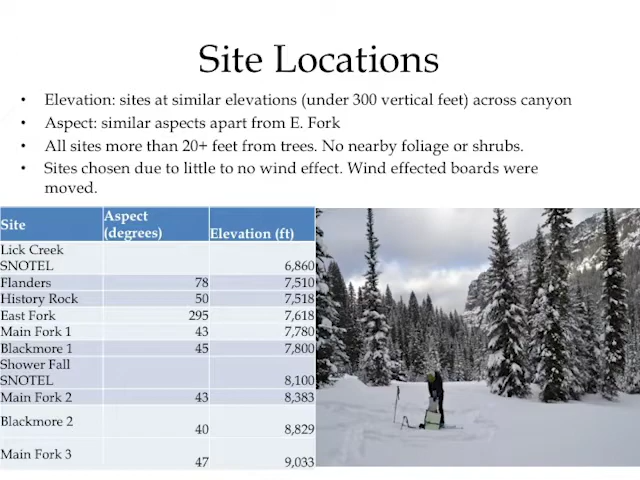 Site Locations
• Elevation: sites at similar elevations (under 300 vertical feet) across canyon
• Aspect: similar aspects apart from E. Fork
• All sites more than 20+ feet from trees. No nearby foliage or shrubs.
• Sites chosen due to little to no wind effect. Wind effected boards were
moved.
Site Aspect (degrees) Elevation (ft)
Lick Creek
SNOTEL 6,860
Flanders 78 7,510
History Rock 50 7,518
East Fork 295 7,618
Main Fork 1 43 7,780
Blackmore 1 45 7,800
Shower Fall
SNOTEL 8,100
Main Fork 2 43 8,383
Blackmore 2 40 8,829
Main Fork 3 47 9,033